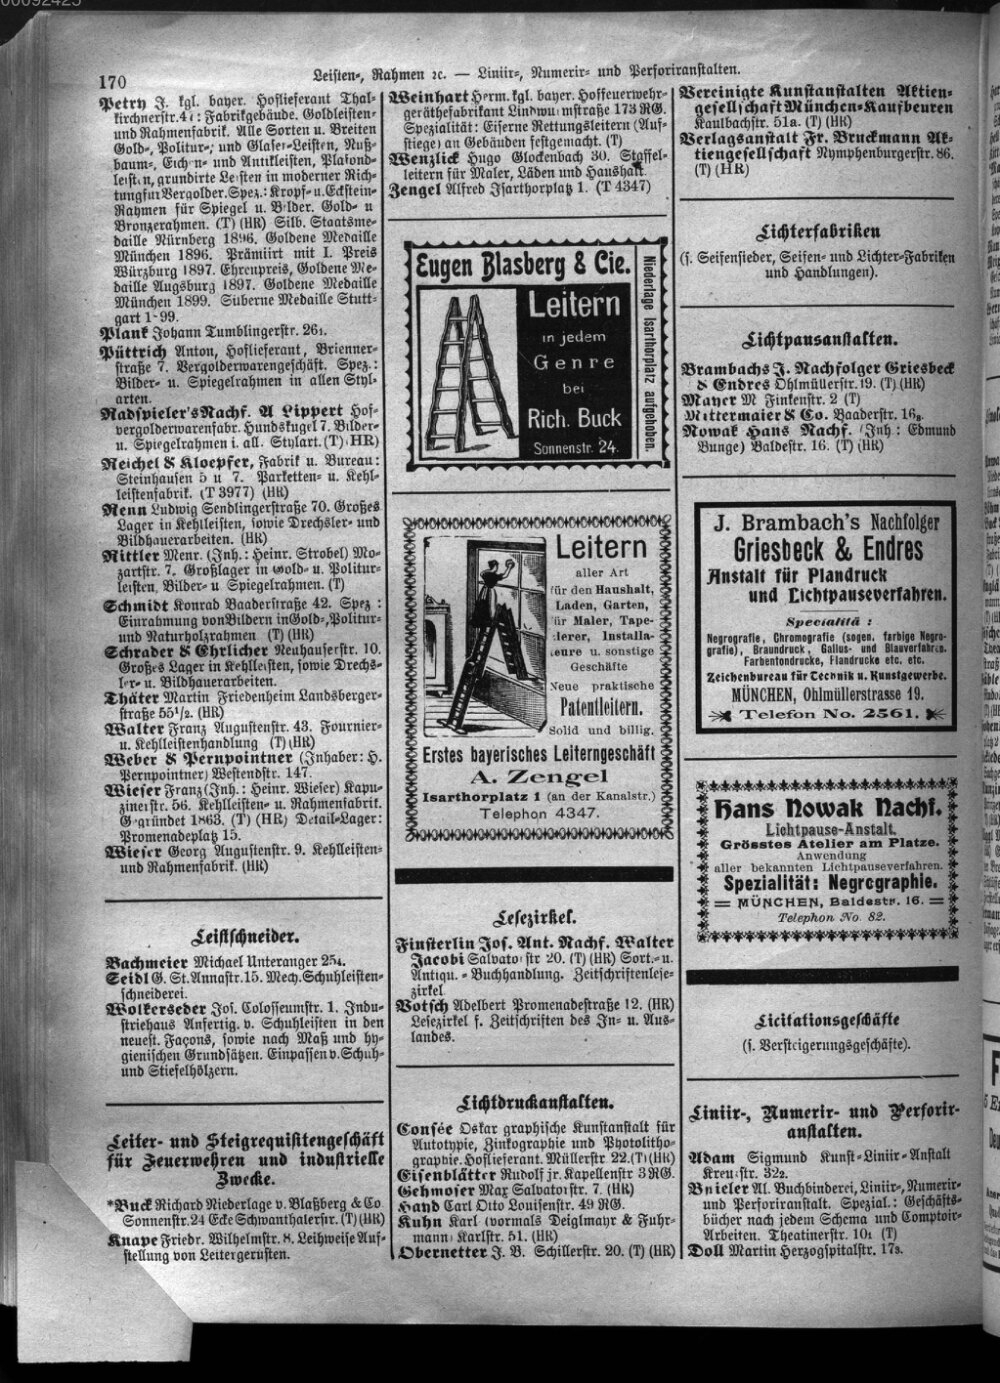 170
Leisten-, Rahmen ꝛc. — Liniir-, Numerir- und Perforiranstalten.
Petry J. kgl. bayer. Hoflieferant Thal-
kirchnerstr. : Fabrikgebäude. Goldleisten-
und Rahmenfabrik. Alle Sorten u. Breiten
Gold-, Politur-, und Glaser-Leisten, Nuß-
baum-, Eichen- und Antikleisten, Plafond-
leisten, grundirte Leisten in moderner Rich-
tung für Vergolder. Spez.: Kropf- u. Eckstein-
Rahmen für Spiegel u. Bilder. Gold- u
Bronzerahmen. (T) (HR) Silb. Staatsme-
daille Nürnberg 1896. Goldene Medaille
München 1896. Prämiirt mit I. Preis
Würzburg 1897. Ehrenpreis, Goldene Me-
daille Augsburg 1897. Goldene Medaille
München 1899. Silberne Medaille Stutt-
gart 1899.
Plank Johann Tumblingerstr. 26₁.
Püttrich Anton, Hoflieferant, Brienner-
straße 7. Vergolderwarengeschäft. Spez.:
Bilder- u. Spiegelrahmen in allen Styl-
arten.
Radspieler's Nachf. A Lippert Hof-
vergolderwarenfabr. Hundskugel 7. Bilder-
u. Spiegelrahmen i. all. Stylart. (T) (HR)
Reichel & Kloepfer, Fabrik u. Bureau:
Steinhausen 5 u 7. Parketten- u. Kehl-
leistenfabrik. (T 3977) (HR)
Renn Ludwig Sendlingerstraße 70. Großes
Lager in Kehlleisten, sowie Drechsler- und
Bildhauerarbeiten. (HR)
Rittler Menr. (Inh.: Heinr. Strobel) Mo-
zartstr. 7. Großlager in Gold- u. Politur-
leisten, Bilder- u. Spiegelrahmen. (T)
Schmidt Konrad Baaderstraße 42. Spez :
Einrahmung von Bildern in Gold-, Politur-
und Naturholzrahmen (T) (HR)
Schrader & Ehrlicher Neuhauserstr. 10.
Großes Lager in Kehlleisten, sowie Drechs-
ler- u. Bildhauerarbeiten.
Thäter Martin Friedenheim Landsberger-
straße 55½. (HR)
Walter Franz Augustenstr. 43. Fournier-
u. Kehlleistenhandlung (T) (HR)
Weber & Pernpointner (Inhaber: H.
Pernpointner) Westendstr. 147.
Wieser Franz (Inh.: Heinr. Wieser) Kapu-
zinerstr. 56. Kehlleisten- u. Rahmenfabrik.
Gegründet 1863. (T) (HR) Detail-Lager:
Promenadeplatz 15.
Wieser Georg Augustenstr. 9. Kehlleisten-
und Rahmenfabrik. (HR)
Leistschneider.
Bachmeier Michael Unteranger 25₄.
Seidl G. St. Annastr. 15. Mech. Schuhleisten-
schneiderei.
Wolkerseder Jos. Colosseumstr. 1. Indu-
striehaus Anfertig. v. Schuhleisten in den
neuest. Façons, sowie nach Maß und hy-
gienischen Grundsätzen. Einpassen v. Schuh-
und Stiefelhölzern.
Leiter- und Steigrequisitengeschäft
für Feuerwehren und industrielle
Zwecke.
*Buck Richard Niederlage v. Blaßberg & Co
Sonnenstr. 24 Ecke Schwanthalerstr. (T) (HR)
Knape Friedr. Wilhelmstr. 8. Leihweise Auf-
stellung von Leitergerüsten.
Weinhart Herm. kgl. bayer. Hoffeuerwehr-
geräthefabrikant Lindwurmstraße 173 RG.
Spezialität: Eiserne Rettungsleitern (Auf-
stiege) an Gebäuden festgemacht. (T)
Wenzlick Hugo Glockenbach 30. Staffel-
leitern für Maler, Läden und Haushalt.
Zengel Alfred Isarthorplatz 1. (T 4347)
Eugen Blasberg & Cie.
Leitern
in jedem
Genre
bei
Rich. Buck
Sonnenstr. 24.
Niederlage Isarthorplatz aufgehoben.
Leitern
aller Art
für den Haushalt,
Laden, Garten,
für Maler, Tape-
zierer, Installa-
teure u. sonstige
Geschäfte
Neue praktische
Patentleitern.
Solid und billig.
Erstes bayerisches Leiterngeschäft
A. Zengel
Isarthorplatz 1 (an der Kanalstr.)
Telephon 4347.
Lesezirkel.
Finsterlin Jos. Ant. Nachf. Walter
Jacobi Salvatorstr 20. (T) (HR) Sort.- u.
Antiqu. - Buchhandlung. Zeitschriftenlese-
zirkel
Votsch Adelbert Promenadestraße 12. (HR)
Lesezirkel f. Zeitschriften des In- u. Aus-
landes.
Lichtdruckanstalten.
Consée Oskar graphische Kunstanstalt für
Autotypie, Zinkographie und Photolitho-
graphie. Hoflieferant. Müllerstr 22. (T) (HR)
Eisenblätter Rudolf jr. Kapellenstr 3 RG.
Gehmoser Max Salvatorstr. 7. (HR)
Hand Carl Otto Louisenstr. 49 RG.
Kuhn Karl (vormals Deiglmayr & Fuhr-
mann) Karlstr. 51. (HR)
Obernetter J. B. Schillerstr. 20. (T) (HR)
Vereinigte Kunstanstalten Aktien-
gesellschaft München-Kaufbeuren
Kaulbachstr. 51a. (T) (HR)
Verlagsanstalt Fr. Bruckmann Ak-
tiengesellschaft Nymphenburgerstr. 86.
(T) (HR)
Lichterfabriken
(s. Seifensieder, Seifen- und Lichter-Fabriken
und Handlungen).
Lichtpausanstalten.
Brambachs J. Nachfolger Griesbeck
& Endres Ohlmüllerstr. 19. (T) (HR)
Mayer M Finkenstr. 2 (T)
Mittermaier & Co. Baaderstr. 16₃.
Nowak Hans Nachf. (Inh: Edmund
Bunge) Baldestr. 16. (T) (HR)
J. Brambach's Nachfolger
Griesbeck & Endres
Anstalt für Plandruck
und Lichtpauseverfahren.
Specialitä :
Negrografie, Chromografie (sogen. farbige Negro-
grafie), Braundruck, Gallus- und Blauverfahren.
Farbentondrucke, Flandrucke etc. etc.
Zeichenbureau für Technik u. Kunstgewerbe.
MÜNCHEN, Ohlmüllerstrasse 19.
Telefon No. 2561.
Hans Nowak Nachf.
Lichtpause-Anstalt.
Grösstes Atelier am Platze.
Anwendung
aller bekannten Lichtpauseverfahren.
Spezialität: Negrographie.
MÜNCHEN, Baldestr. 16.
Telephon No. 82.
Licitationsgeschäfte
(s. Versteigerungsgeschäfte).
Liniir-, Numerir- und Perforir-
anstalten.
Adam Sigmund Kunst-Liniir-Anstalt
Kreuzstr. 32₂.
Bnieler Al. Buchbinderei, Liniir-, Numerir-
und Perforiranstalt. Spezial.: Geschäfts-
bücher nach jedem Schema und Comptoir-
Arbeiten. Theatinerstr. 10₁ (T)
Doll Martin Herzogspitalstr. 17₃.